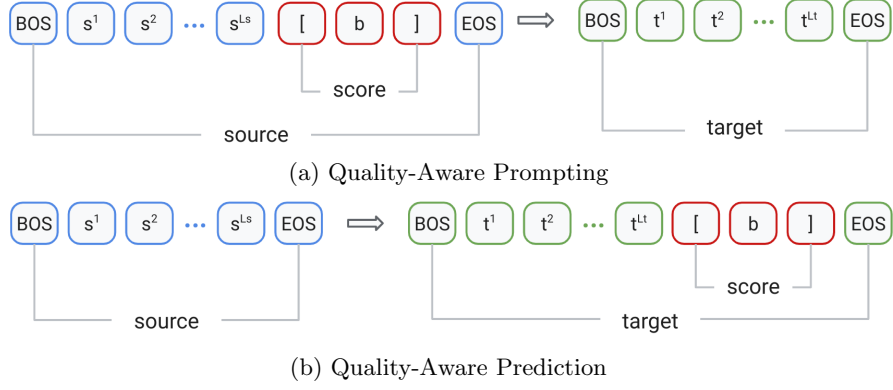 BOS s¹ s² ... sᴸˢ [ b ] EOS ⇒ BOS t¹ t² ... tᴸᵗ EOS
score
source target
(a) Quality-Aware Prompting
BOS s¹ s² ... sᴸˢ EOS ⇒ BOS t¹ t² ... tᴸᵗ [ b ] EOS
score
source target
(b) Quality-Aware Prediction